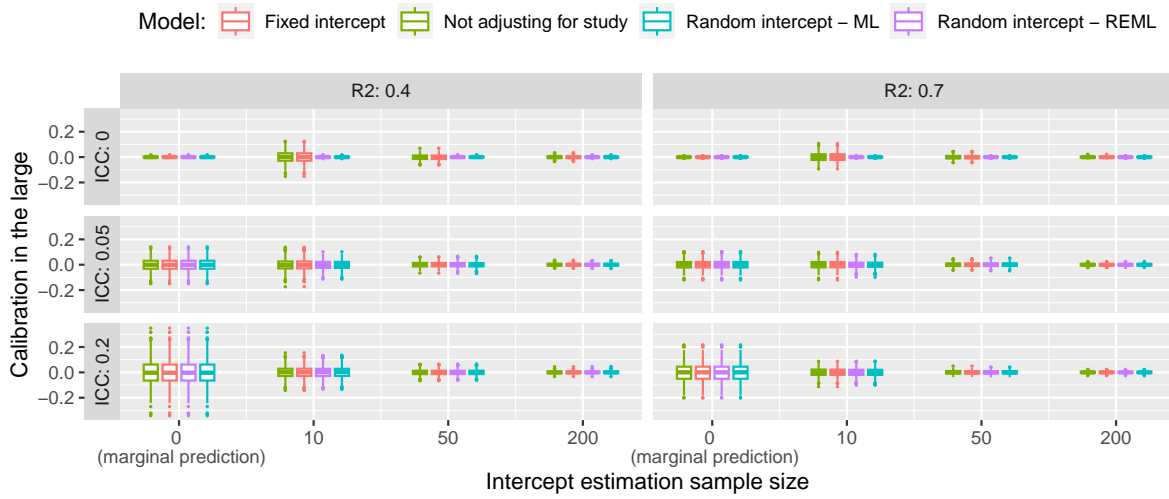 Model: Fixed intercept Not adjusting for study Random intercept – ML Random intercept – REML
R2: 0.4 R2: 0.7
Calibration in the large
ICC: 0
0.2
0.0
−0.2
ICC: 0.05
0.2
0.0
−0.2
ICC: 0.2
0.2
0.0
−0.2
0 10 50 200 0 10 50 200
(marginal prediction) (marginal prediction)
Intercept estimation sample size